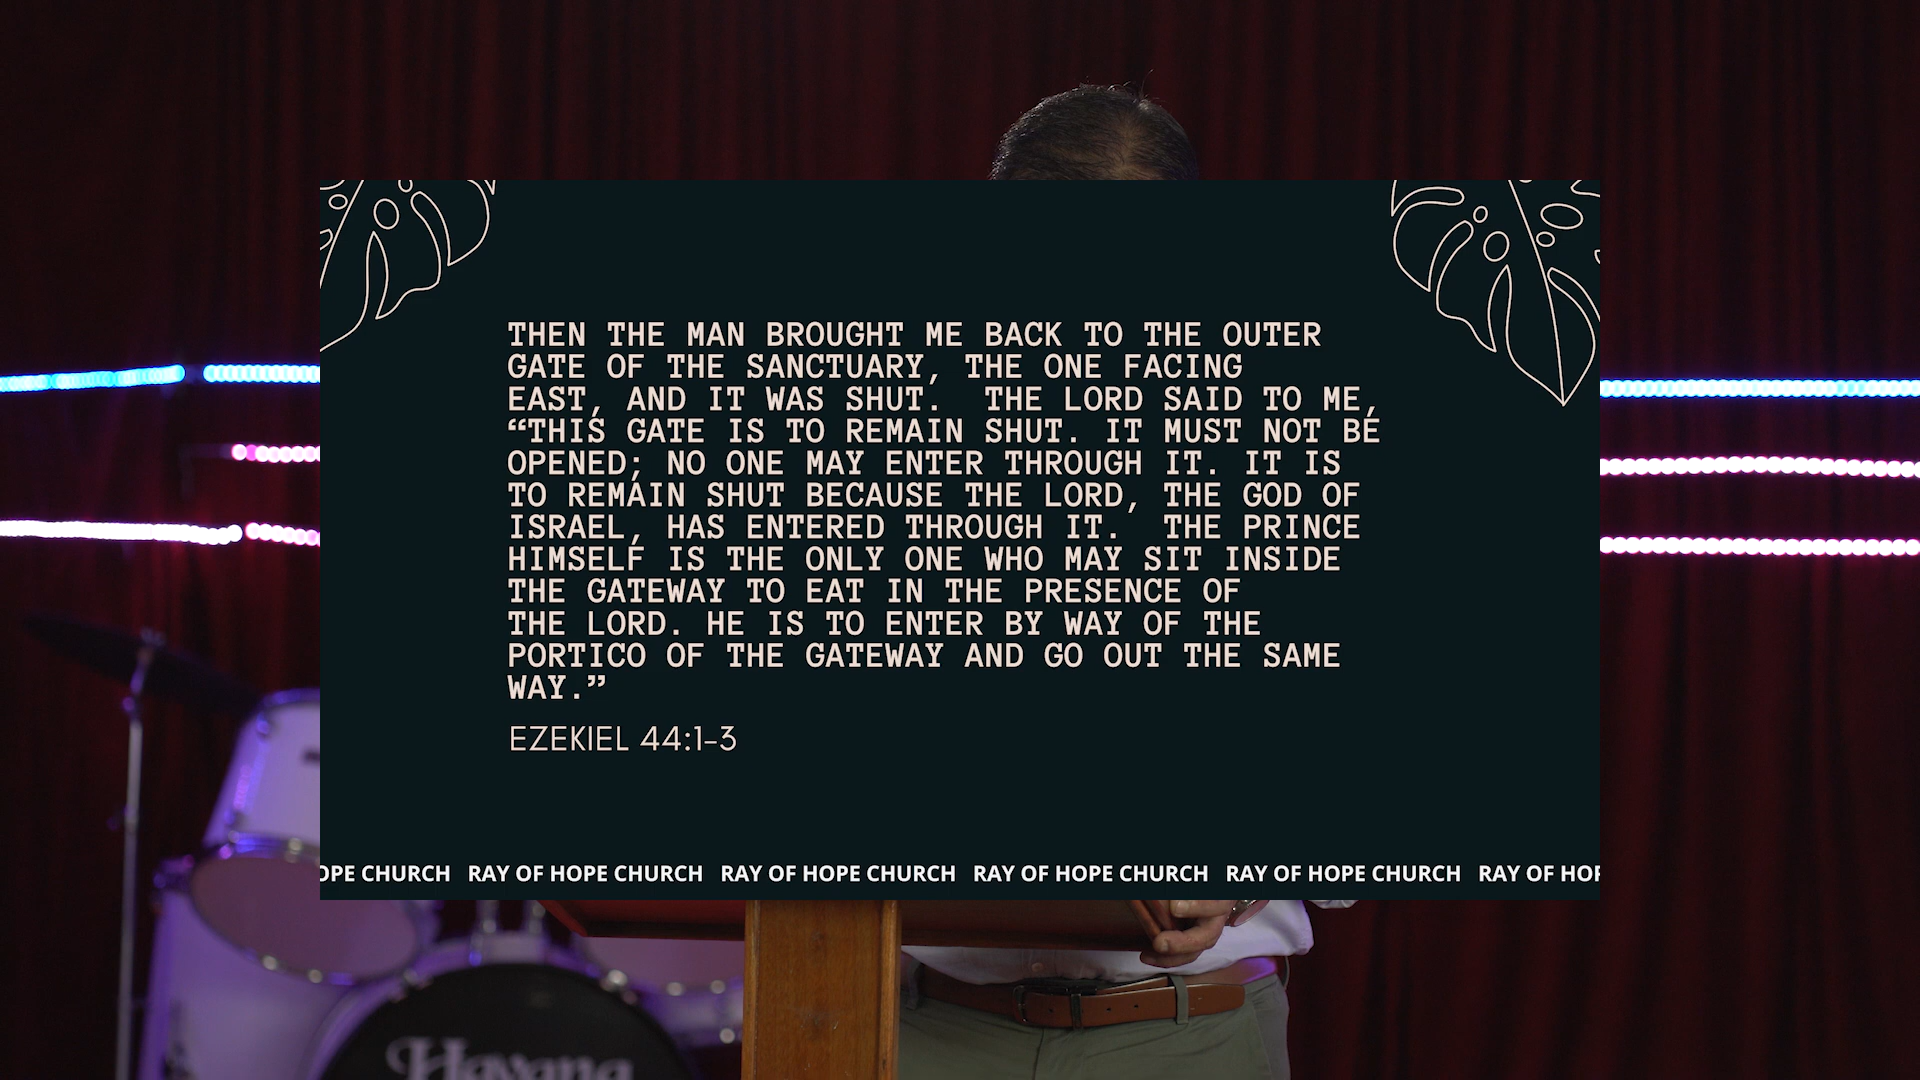 THEN THE MAN BROUGHT ME BACK TO THE OUTER
GATE OF THE SANCTUARY, THE ONE FACING
EAST, AND IT WAS SHUT.  THE LORD SAID TO ME,
“THIS GATE IS TO REMAIN SHUT. IT MUST NOT BE
OPENED; NO ONE MAY ENTER THROUGH IT. IT IS
TO REMAIN SHUT BECAUSE THE LORD, THE GOD OF
ISRAEL, HAS ENTERED THROUGH IT.  THE PRINCE
HIMSELF IS THE ONLY ONE WHO MAY SIT INSIDE
THE GATEWAY TO EAT IN THE PRESENCE OF
THE LORD. HE IS TO ENTER BY WAY OF THE
PORTICO OF THE GATEWAY AND GO OUT THE SAME
WAY.”
EZEKIEL 44:1-3
OPE CHURCH RAY OF HOPE CHURCH RAY OF HOPE CHURCH RAY OF HOPE CHURCH RAY OF HOPE CHURCH RAY OF HOP
Havana